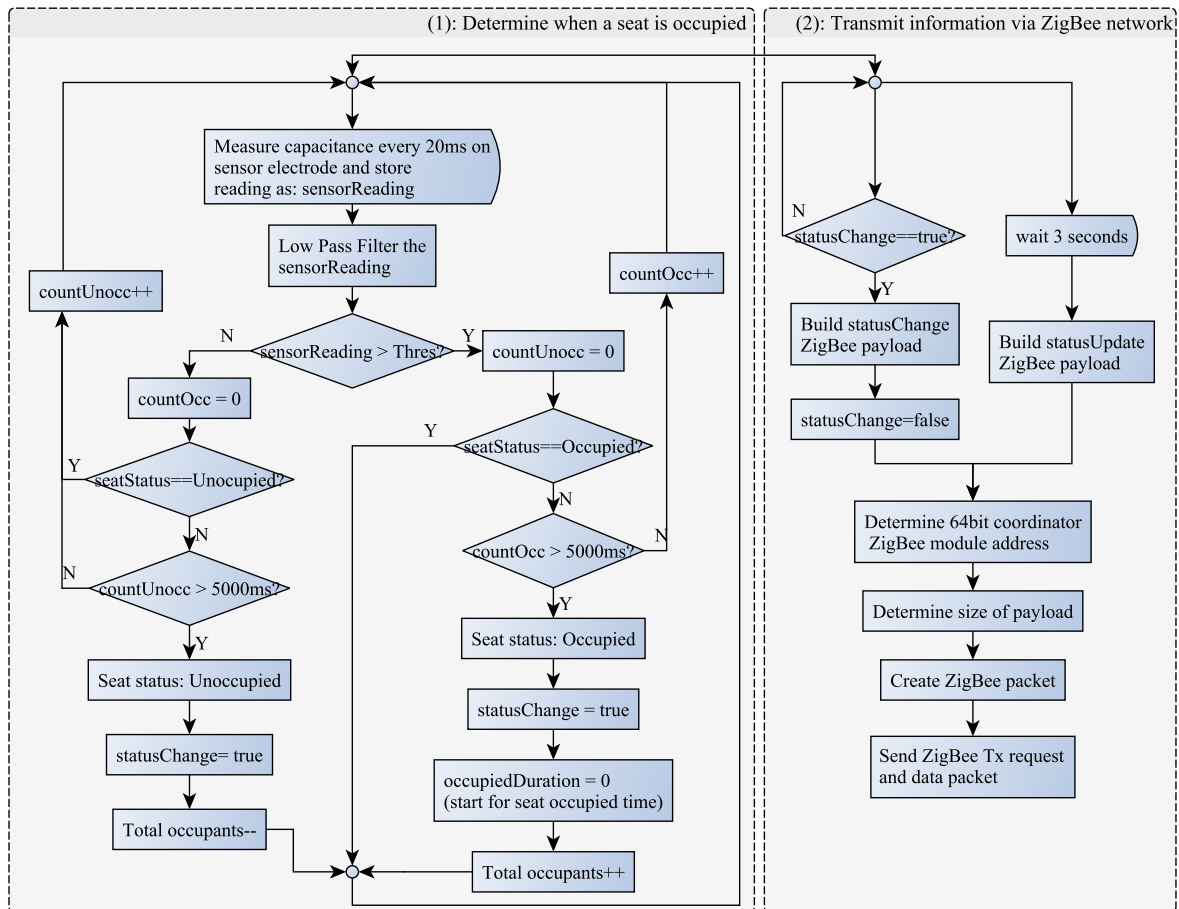 (1): Determine when a seat is occupied
Measure capacitance every 20ms on
sensor electrode and store
reading as: sensorReading
Low Pass Filter the
sensorReading
countUnocc++
countOcc++
sensorReading > Thres?
N
Y
countOcc = 0
countUnocc = 0
seatStatus==Unocupied?
Y
N
countUnocc > 5000ms?
N
Y
Seat status: Unoccupied
statusChange= true
Total occupants--
seatStatus==Occupied?
Y
N
countOcc > 5000ms?
N
Y
Seat status: Occupied
statusChange = true
occupiedDuration = 0
(start for seat occupied time)
Total occupants++
(2): Transmit information via ZigBee network
N
statusChange==true?
Y
wait 3 seconds
Build statusChange
ZigBee payload
Build statusUpdate
ZigBee payload
statusChange=false
Determine 64bit coordinator
ZigBee module address
Determine size of payload
Create ZigBee packet
Send ZigBee Tx request
and data packet